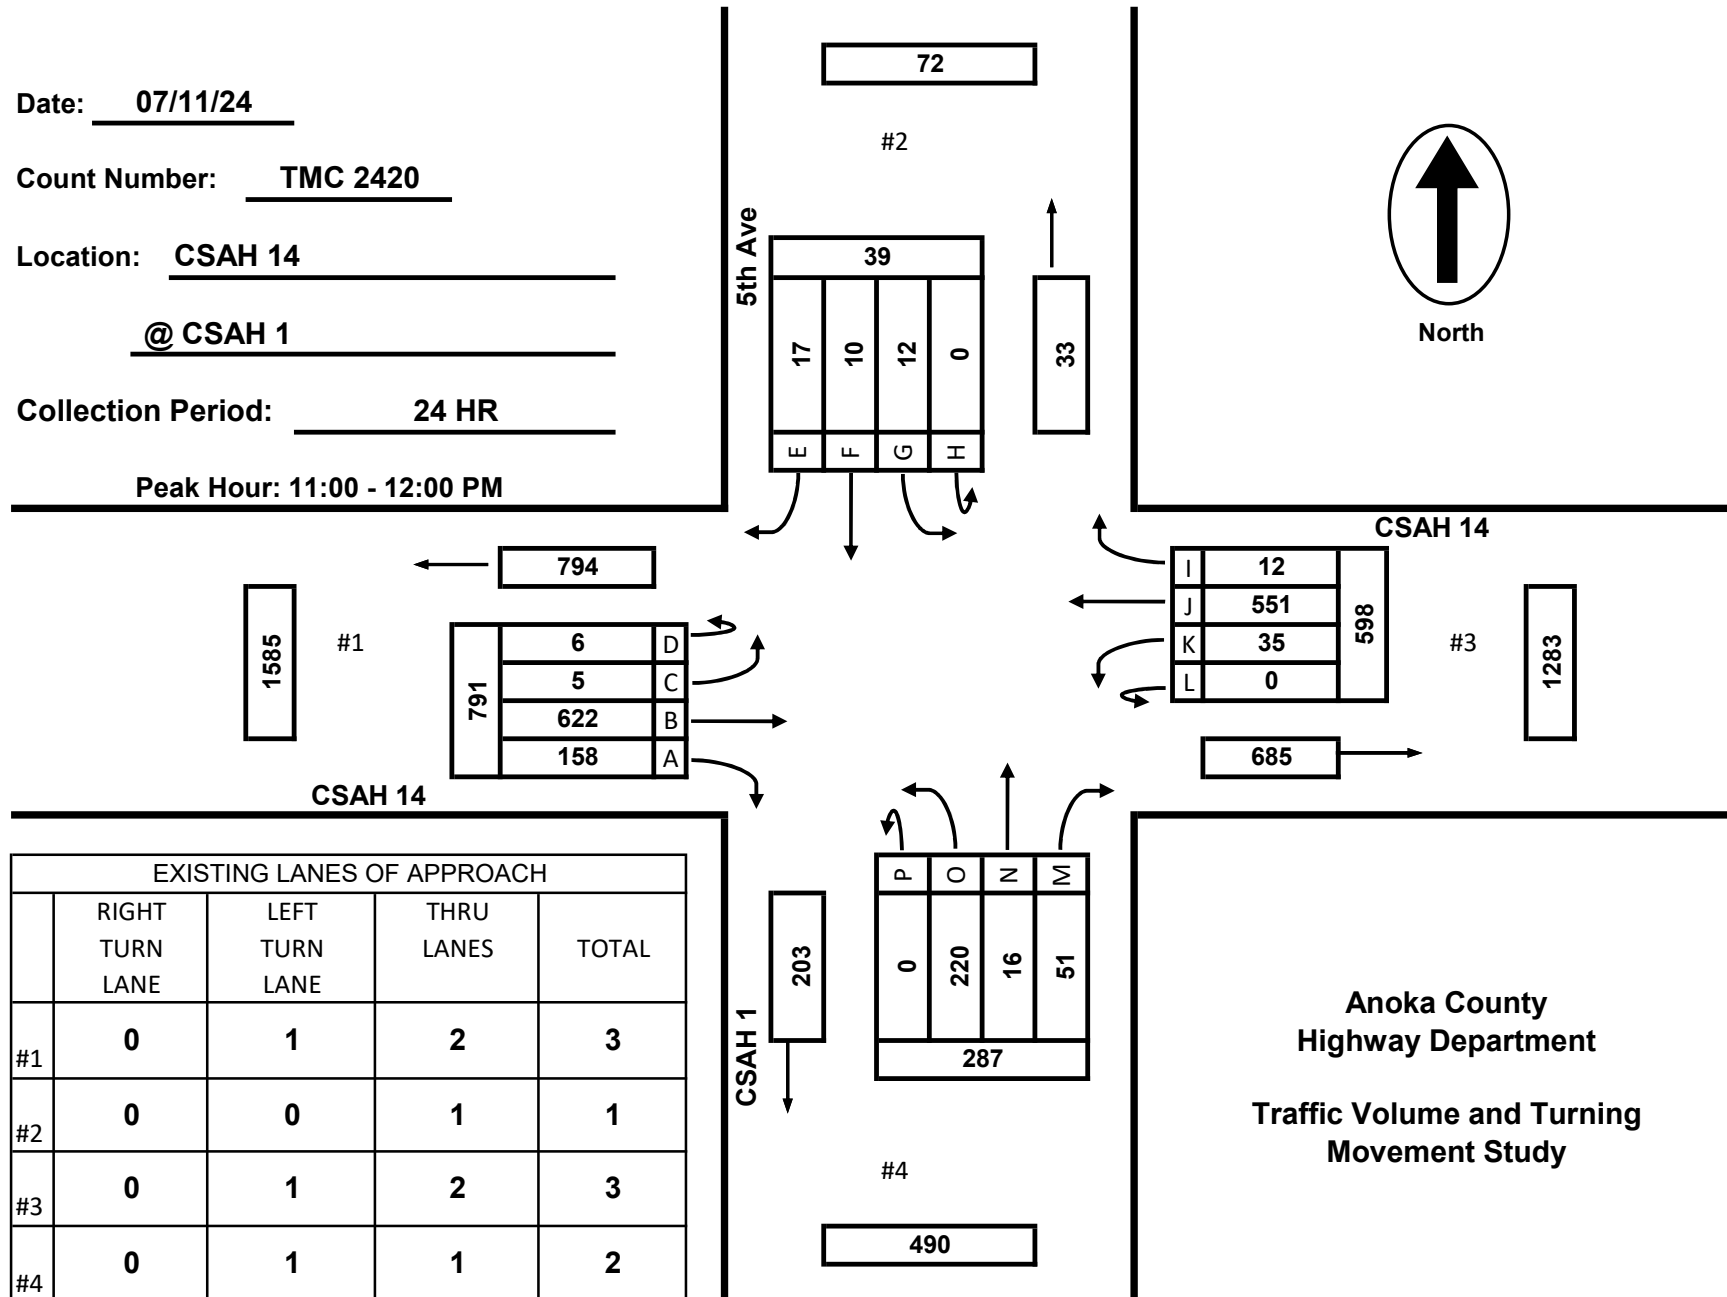 72
Date: 07/11/24
#2
Count Number: TMC 2420
5th Ave
Location: CSAH 14
39
17 10 12 0
33
North
@ CSAH 1
Collection Period: 24 HR
E F G H
Peak Hour: 11:00 - 12:00 PM
CSAH 14
794
I 12
J 551
K 35
L 0
598
#3
1283
1585
#1
791
6 D
5 C
622 B
158 A
685
CSAH 14
EXISTING LANES OF APPROACH
RIGHT TURN LANE
LEFT TURN LANE
THRU LANES
TOTAL
#1 0 1 2 3
#2 0 0 1 1
#3 0 1 2 3
#4 0 1 1 2
P O N M
203
0 220 16 51
287
CSAH 1
#4
490
Anoka County
Highway Department
Traffic Volume and Turning
Movement Study